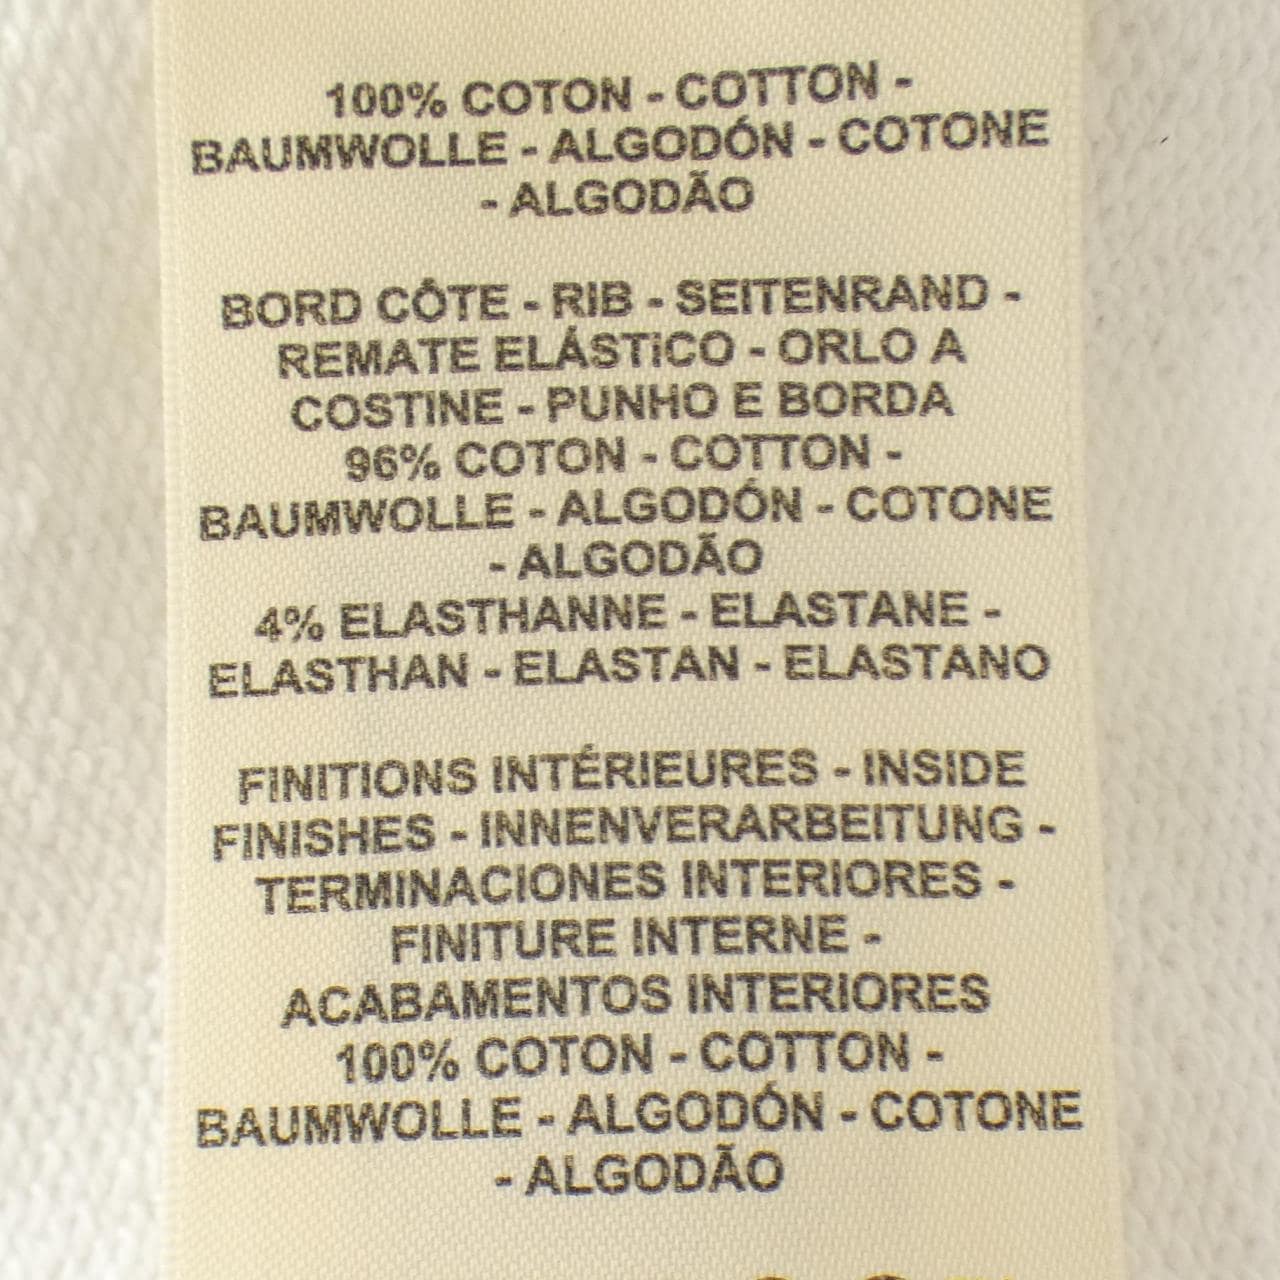 100% COTON - COTTON -
BAUMWOLLE - ALGODÓN - COTONE
- ALGODÃO
BORD CÔTE - RIB - SEITENRAND -
REMATE ELÁSTiCO - ORLO A
COSTINE - PUNHO E BORDA
96% COTON - COTTON -
BAUMWOLLE - ALGODÓN - COTONE
- ALGODÃO
4% ELASTHANNE - ELASTANE -
ELASTHAN - ELASTAN - ELASTANO
FINITIONS INTÉRIEURES - INSIDE
FINISHES - INNENVERARBEITUNG -
TERMINACIONES INTERIORES -
FINITURE INTERNE -
ACABAMENTOS INTERIORES
100% COTON - COTTON -
BAUMWOLLE - ALGODÓN - COTONE
- ALGODÃO